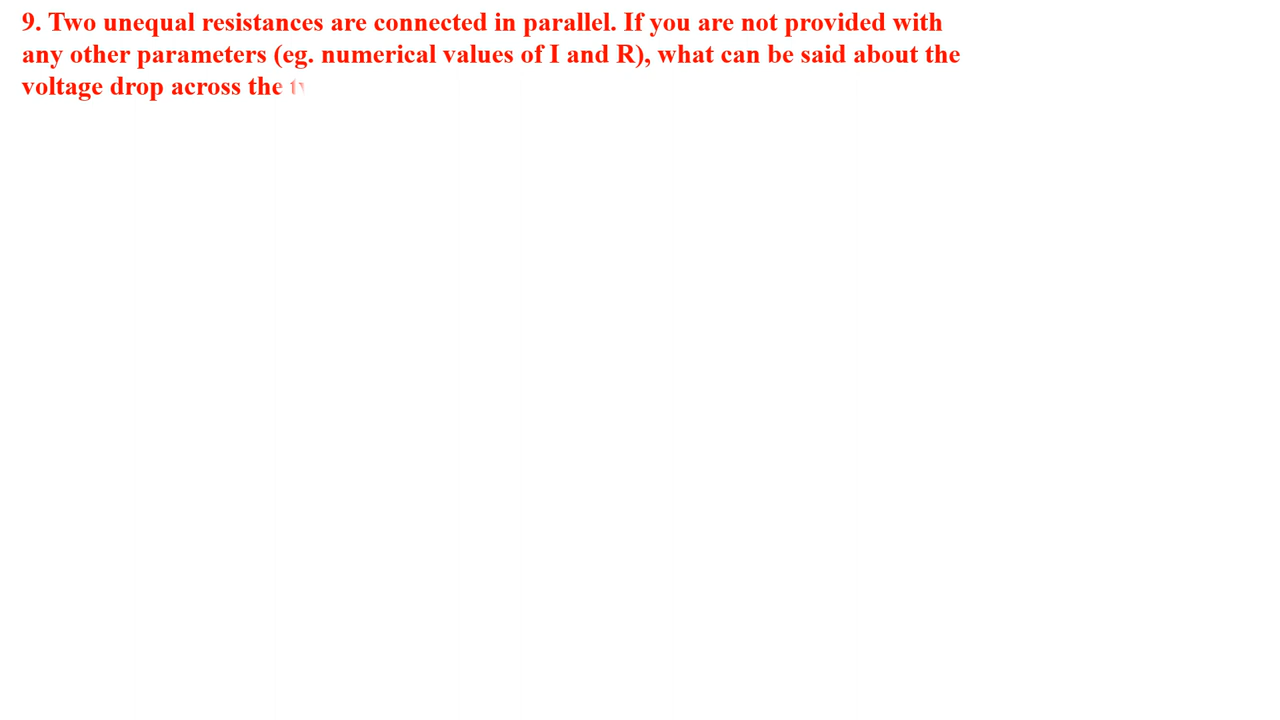 9. Two unequal resistances are connected in parallel. If you are not provided with
any other parameters (eg. numerical values of I and R), what can be said about the
voltage drop across the